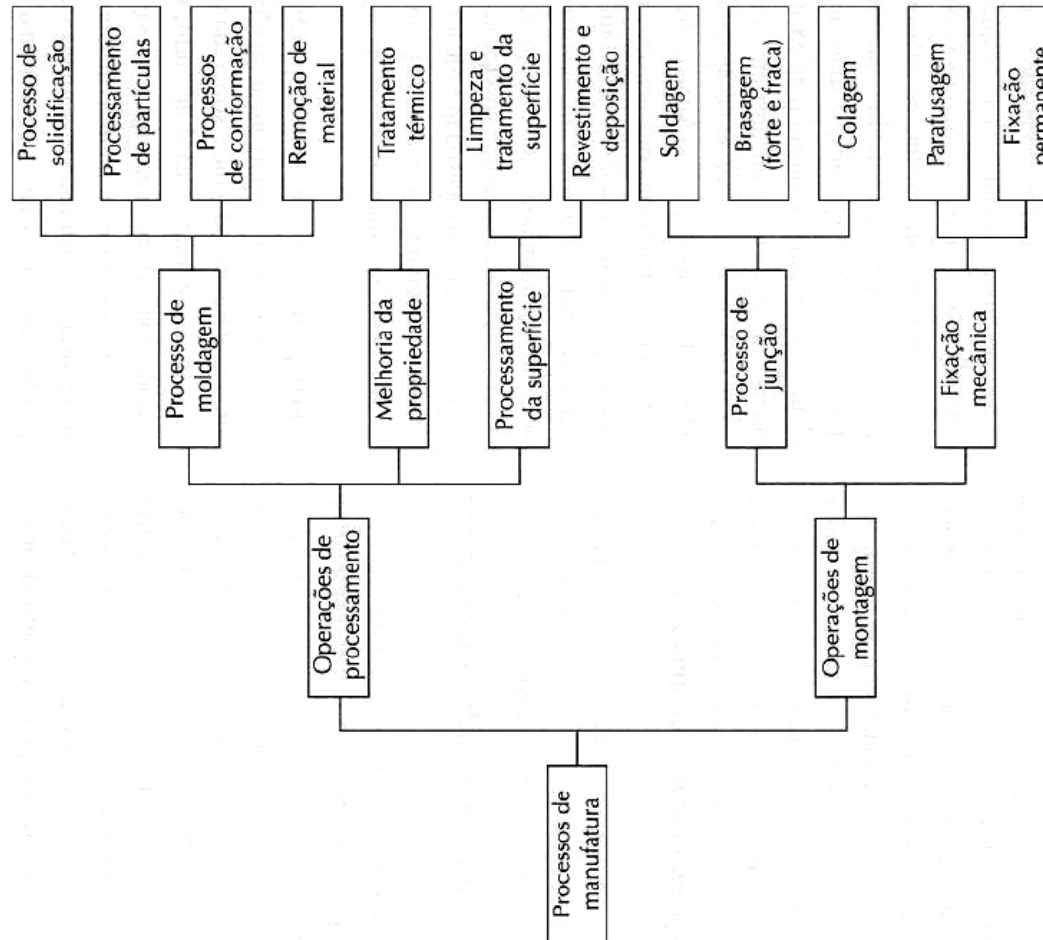 Processos de
manufatura
Operações de
processamento
Operações de
montagem
Processo de
moldagem
Melhoria da
propriedade
Processamento
da superfície
Processo de
junção
Fixação
mecânica
Processo de
solidificação
Processamento
de partículas
Processos
de conformação
Remoção de
material
Tratamento
térmico
Limpeza e
tratamento da
superfície
Revestimento e
deposição
Soldagem
Brasagem
(forte e fraca)
Colagem
Parafusagem
Fixação
permanente